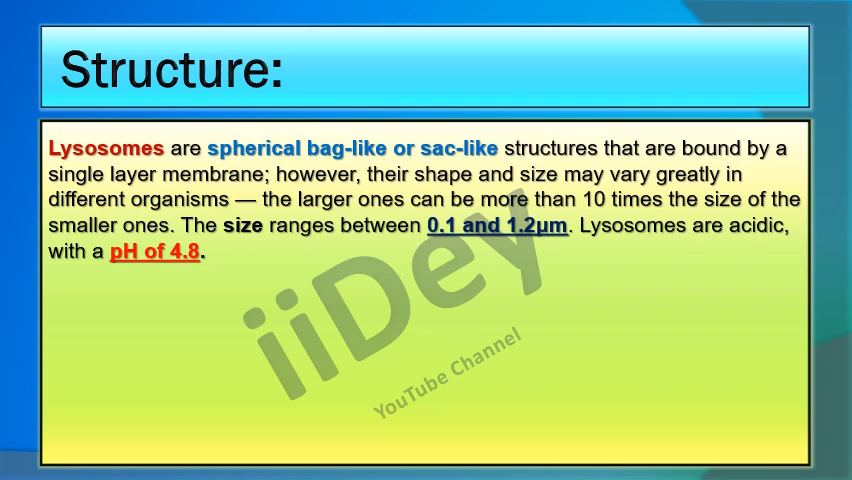 Structure:
Lysosomes are spherical bag-like or sac-like structures that are bound by a
single layer membrane; however, their shape and size may vary greatly in
different organisms — the larger ones can be more than 10 times the size of the
smaller ones. The size ranges between 0.1 and 1.2μm. Lysosomes are acidic,
with a pH of 4.8.
iiDey
YouTube Channel